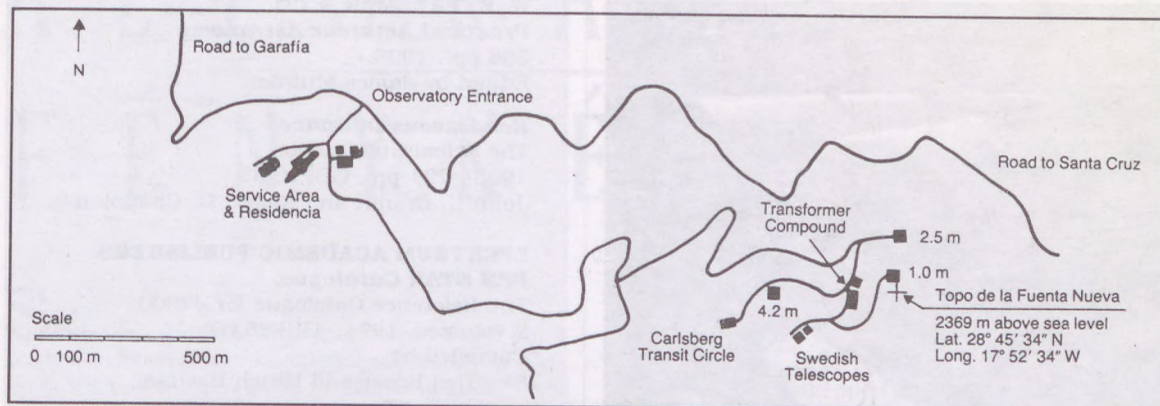 Road to Garafía
N
Observatory Entrance
Road to Santa Cruz
Service Area
& Residencia
Transformer
Compound
2.5 m
1.0 m
Topo de la Fuenta Nueva
4.2 m
2369 m above sea level
Lat. 28° 45′ 34″ N
Long. 17° 52′ 34″ W
Scale
0 100 m 500 m
Carlsberg
Transit Circle
Swedish
Telescopes